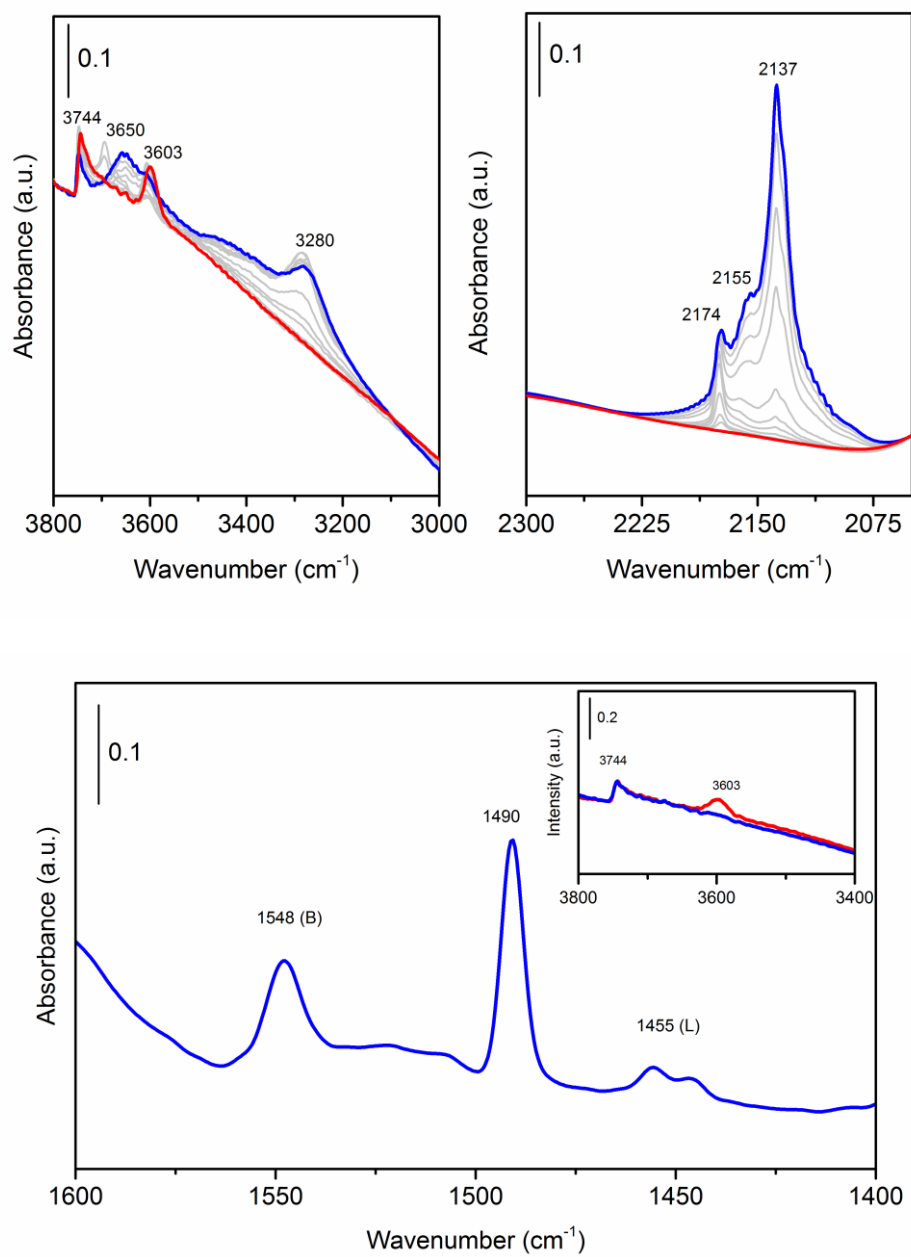 0.1
3744
3650
3603
3280
Absorbance (a.u.)
3800 3600 3400 3200 3000
Wavenumber (cm-1)
0.1
2137
2155
2174
Absorbance (a.u.)
2300 2225 2150 2075
Wavenumber (cm-1)
0.1
1548 (B)
1490
1455 (L)
Absorbance (a.u.)
1600 1550 1500 1450 1400
Wavenumber (cm-1)
0.2
3744
3603
Intensity (a.u.)
3800 3600 3400